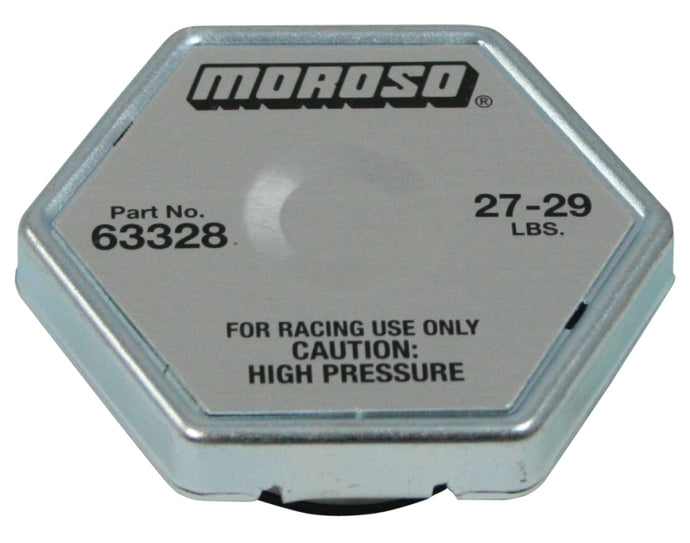 MOROSO®
Part No.
63328
27-29
LBS.
FOR RACING USE ONLY
CAUTION:
HIGH PRESSURE